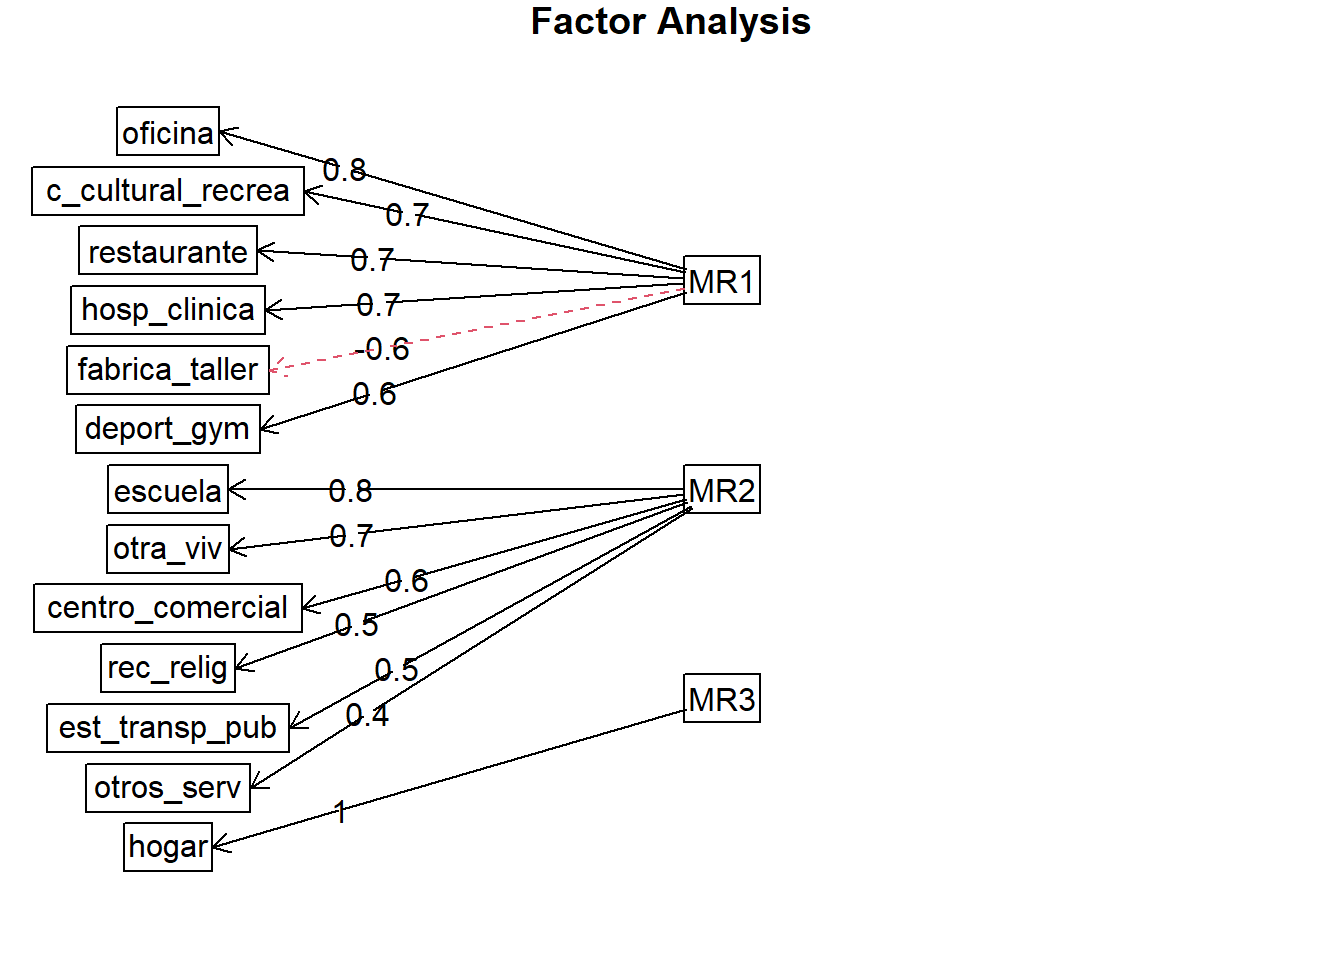 Factor Analysis
oficina
0.8
c_cultural_recrea
0.7
restaurante
0.7
MR1
hosp_clinica
0.7
fabrica_taller
-0.6
deport_gym
0.6
escuela
0.8
MR2
otra_viv
0.7
centro_comercial
0.6
rec_relig
0.5
est_transp_pub
0.5
MR3
otros_serv
0.4
hogar
1